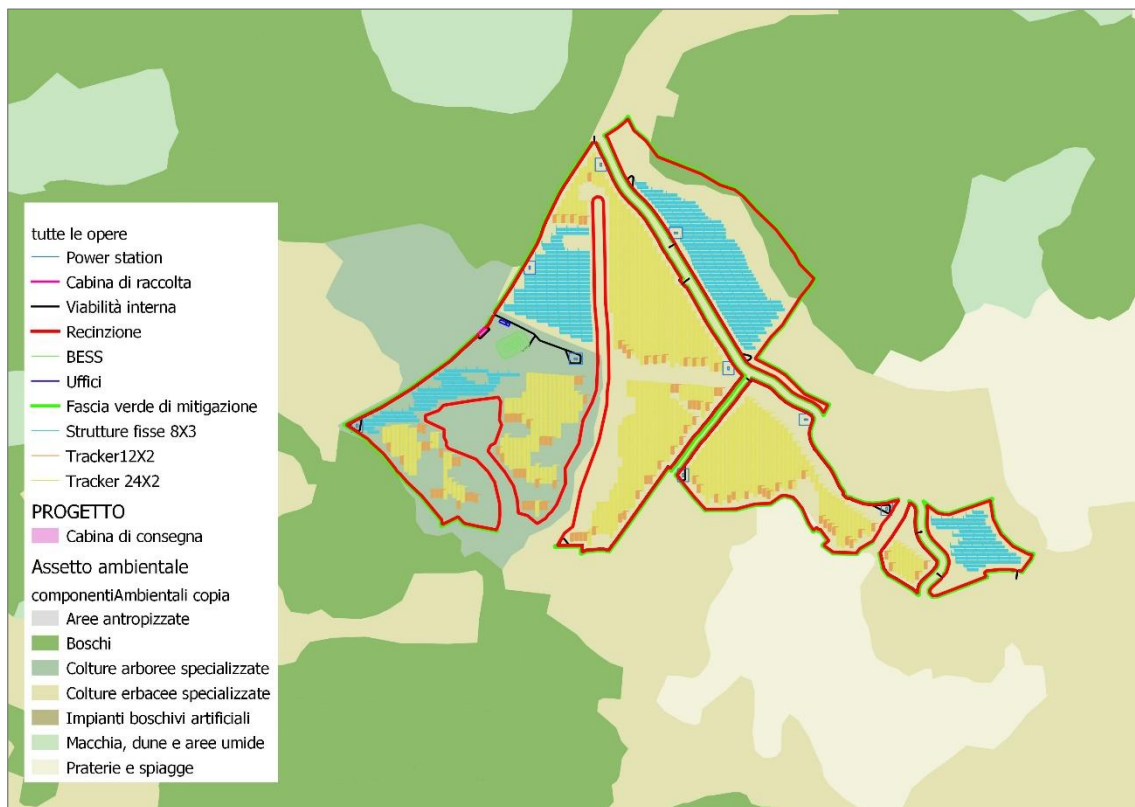 tutte le opere
Power station
Cabina di raccolta
Viabilità interna
Recinzione
BESS
Uffici
Fascia verde di mitigazione
Strutture fisse 8X3
Tracker12X2
Tracker 24X2
PROGETTO
Cabina di consegna
Assetto ambientale
componentiAmbientali copia
Aree antropizzate
Boschi
Colture arboree specializzate
Colture erbacee specializzate
Impianti boschivi artificiali
Macchia, dune e aree umide
Praterie e spiagge